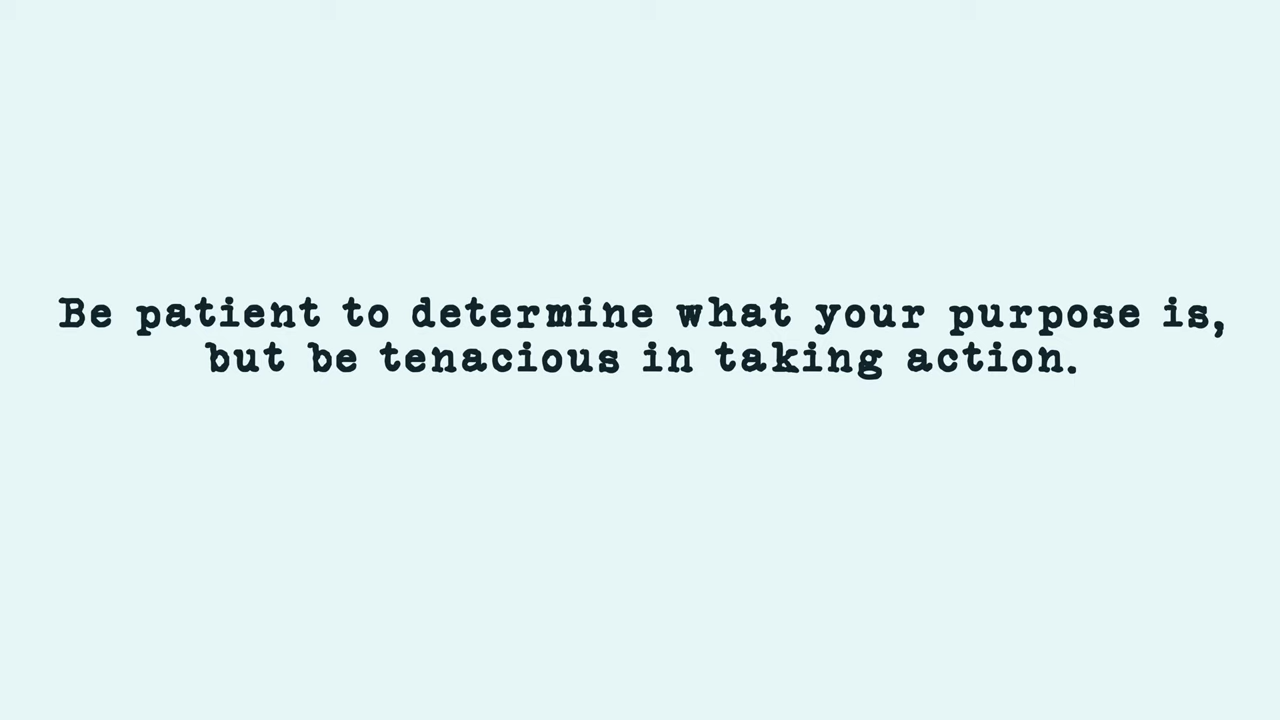 Be patient to determine what your purpose is,
but be tenacious in taking action.